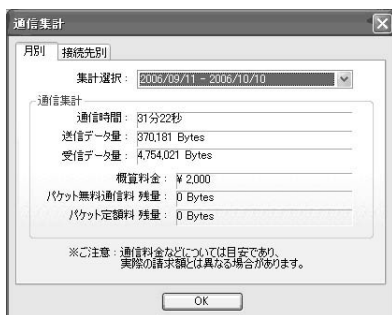 通信集計
月別 接続先別
集計選択： 2006/09/11 - 2006/10/10
通信集計
通信時間： 31分22秒
送信データ量： 370,181 Bytes
受信データ量： 4,754,021 Bytes
概算料金： ¥ 2,000
パケット無料通信料 残量： 0 Bytes
パケット定額料 残量： 0 Bytes
※ご注意：通信料金などについては目安であり、
実際の請求額とは異なる場合があります。
OK